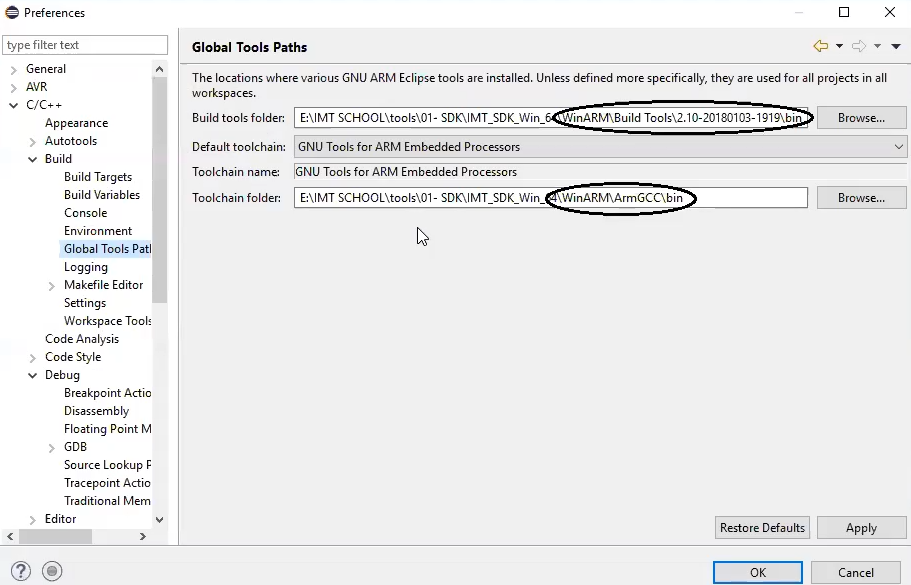 Preferences
type filter text
General
AVR
C/C++
Appearance
Autotools
Build
Build Targets
Build Variables
Console
Environment
Global Tools Patl
Logging
Makefile Editor
Settings
Workspace Tools
Code Analysis
Code Style
Debug
Breakpoint Actio
Disassembly
Floating Point M
GDB
Source Lookup P
Tracepoint Actio
Traditional Mem
Editor
Global Tools Paths
The locations where various GNU ARM Eclipse tools are installed. Unless defined more specifically, they are used for all projects in all
workspaces.
Build tools folder: E:\IMT SCHOOL\tools\01- SDK\IMT_SDK_Win_64\WinARM\Build Tools\2.10-20180103-1919\bin Browse...
Default toolchain: GNU Tools for ARM Embedded Processors
Toolchain name: GNU Tools for ARM Embedded Processors
Toolchain folder: E:\IMT SCHOOL\tools\01- SDK\IMT_SDK_Win_64\WinARM\ArmGCC\bin Browse...
Restore Defaults Apply
OK Cancel